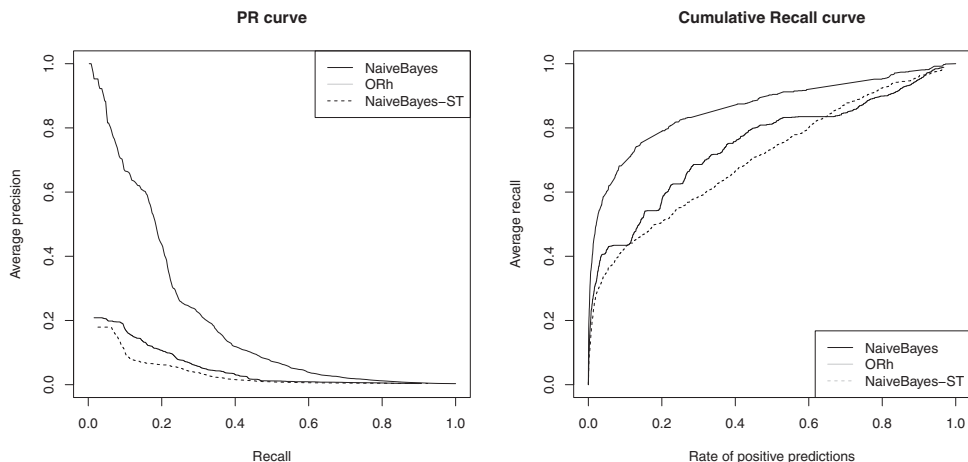 PR curve
Average precision
1.0
0.8
0.6
0.4
0.2
0.0
NaiveBayes
ORh
NaiveBayes−ST
0.0 0.2 0.4 0.6 0.8 1.0
Recall
Cumulative Recall curve
Average recall
1.0
0.8
0.6
0.4
0.2
0.0
NaiveBayes
ORh
NaiveBayes−ST
0.0 0.2 0.4 0.6 0.8 1.0
Rate of positive predictions